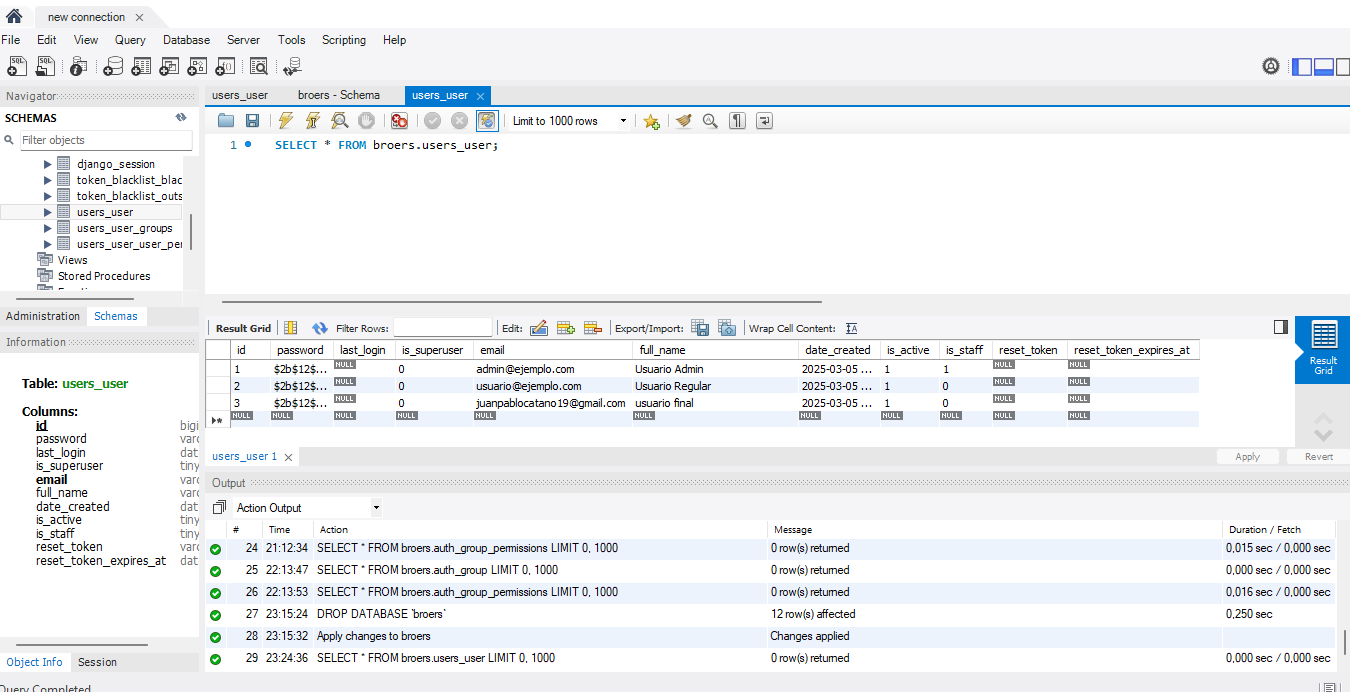 new connection
File Edit View Query Database Server Tools Scripting Help
Navigator
SCHEMAS
Filter objects
django_session
token_blacklist_blac
token_blacklist_outs
users_user
users_user_groups
users_user_user_per
Views
Stored Procedures
Administration Schemas
Information
Table: users_user
Columns:
id bigi
password varc
last_login dat
is_superuser tiny
email varc
full_name varc
date_created dat
is_active tiny
is_staff tiny
reset_token varc
reset_token_expires_at dat
Object Info Session
Query Completed
users_user broers - Schema users_user
Limit to 1000 rows
1 SELECT * FROM broers.users_user;
Result Grid Filter Rows: Edit: Export/Import: Wrap Cell Content:
id password last_login is_superuser email full_name date_created is_active is_staff reset_token reset_token_expires_at
1 $2b$12$... NULL 0 admin@ejemplo.com Usuario Admin 2025-03-05 ... 1 1 NULL NULL
2 $2b$12$... NULL 0 usuario@ejemplo.com Usuario Regular 2025-03-05 ... 1 0 NULL NULL
3 $2b$12$... NULL 0 juanpablocatano19@gmail.com usuario final 2025-03-05 ... 1 0 NULL NULL
NULL NULL NULL NULL NULL NULL NULL NULL NULL NULL NULL
Result
Grid
users_user 1
Apply Revert
Output
Action Output
# Time Action Message Duration / Fetch
24 21:12:34 SELECT * FROM broers.auth_group_permissions LIMIT 0, 1000 0 row(s) returned 0,015 sec / 0,000 sec
25 22:13:47 SELECT * FROM broers.auth_group LIMIT 0, 1000 0 row(s) returned 0,000 sec / 0,000 sec
26 22:13:53 SELECT * FROM broers.auth_group_permissions LIMIT 0, 1000 0 row(s) returned 0,016 sec / 0,000 sec
27 23:15:24 DROP DATABASE `broers` 12 row(s) affected 0,250 sec
28 23:15:32 Apply changes to broers Changes applied
29 23:24:36 SELECT * FROM broers.users_user LIMIT 0, 1000 0 row(s) returned 0,000 sec / 0,000 sec